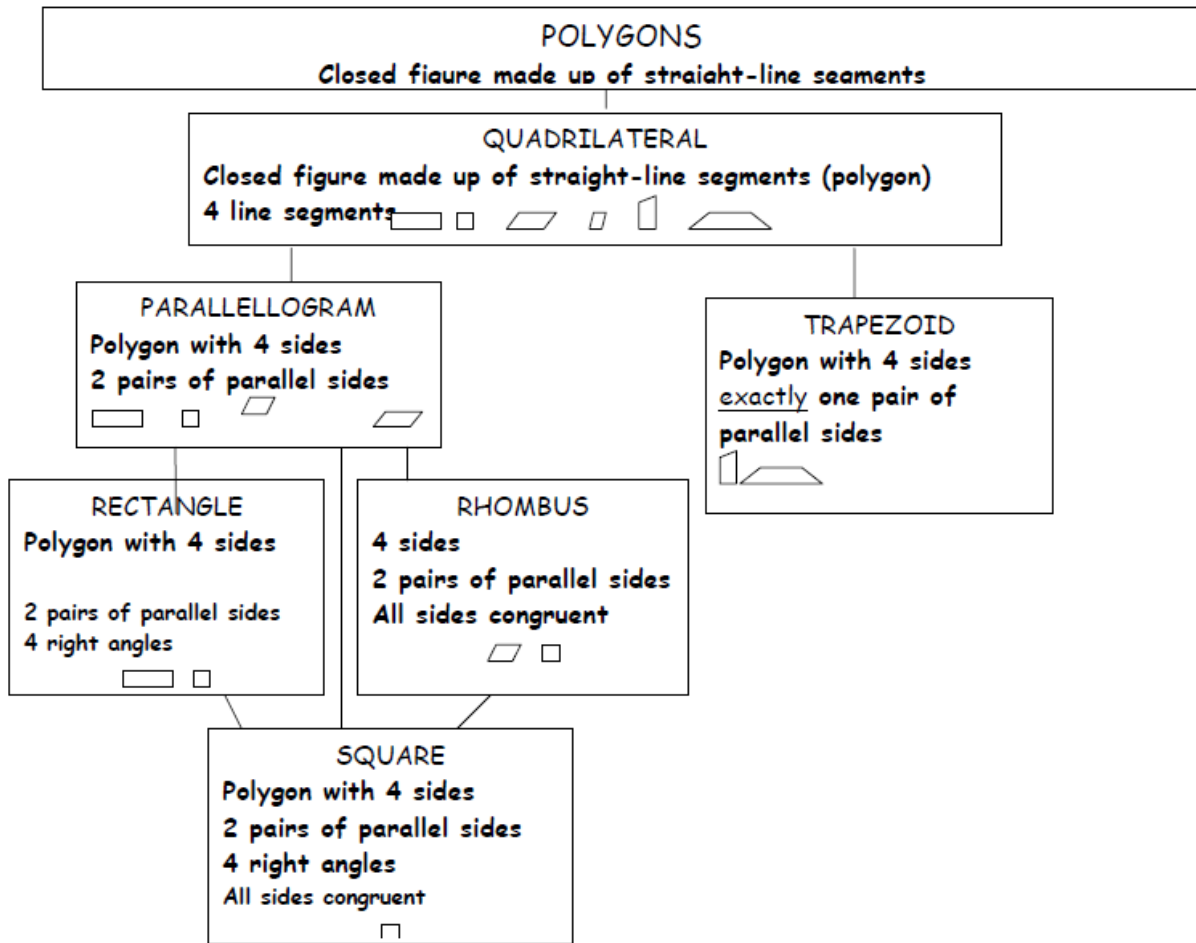 POLYGONS
Closed figure made up of straight-line segments
QUADRILATERAL
Closed figure made up of straight-line segments (polygon)
4 line segments
PARALLELLOGRAM
Polygon with 4 sides
2 pairs of parallel sides
TRAPEZOID
Polygon with 4 sides
exactly one pair of
parallel sides
RECTANGLE
Polygon with 4 sides
2 pairs of parallel sides
4 right angles
RHOMBUS
4 sides
2 pairs of parallel sides
All sides congruent
SQUARE
Polygon with 4 sides
2 pairs of parallel sides
4 right angles
All sides congruent